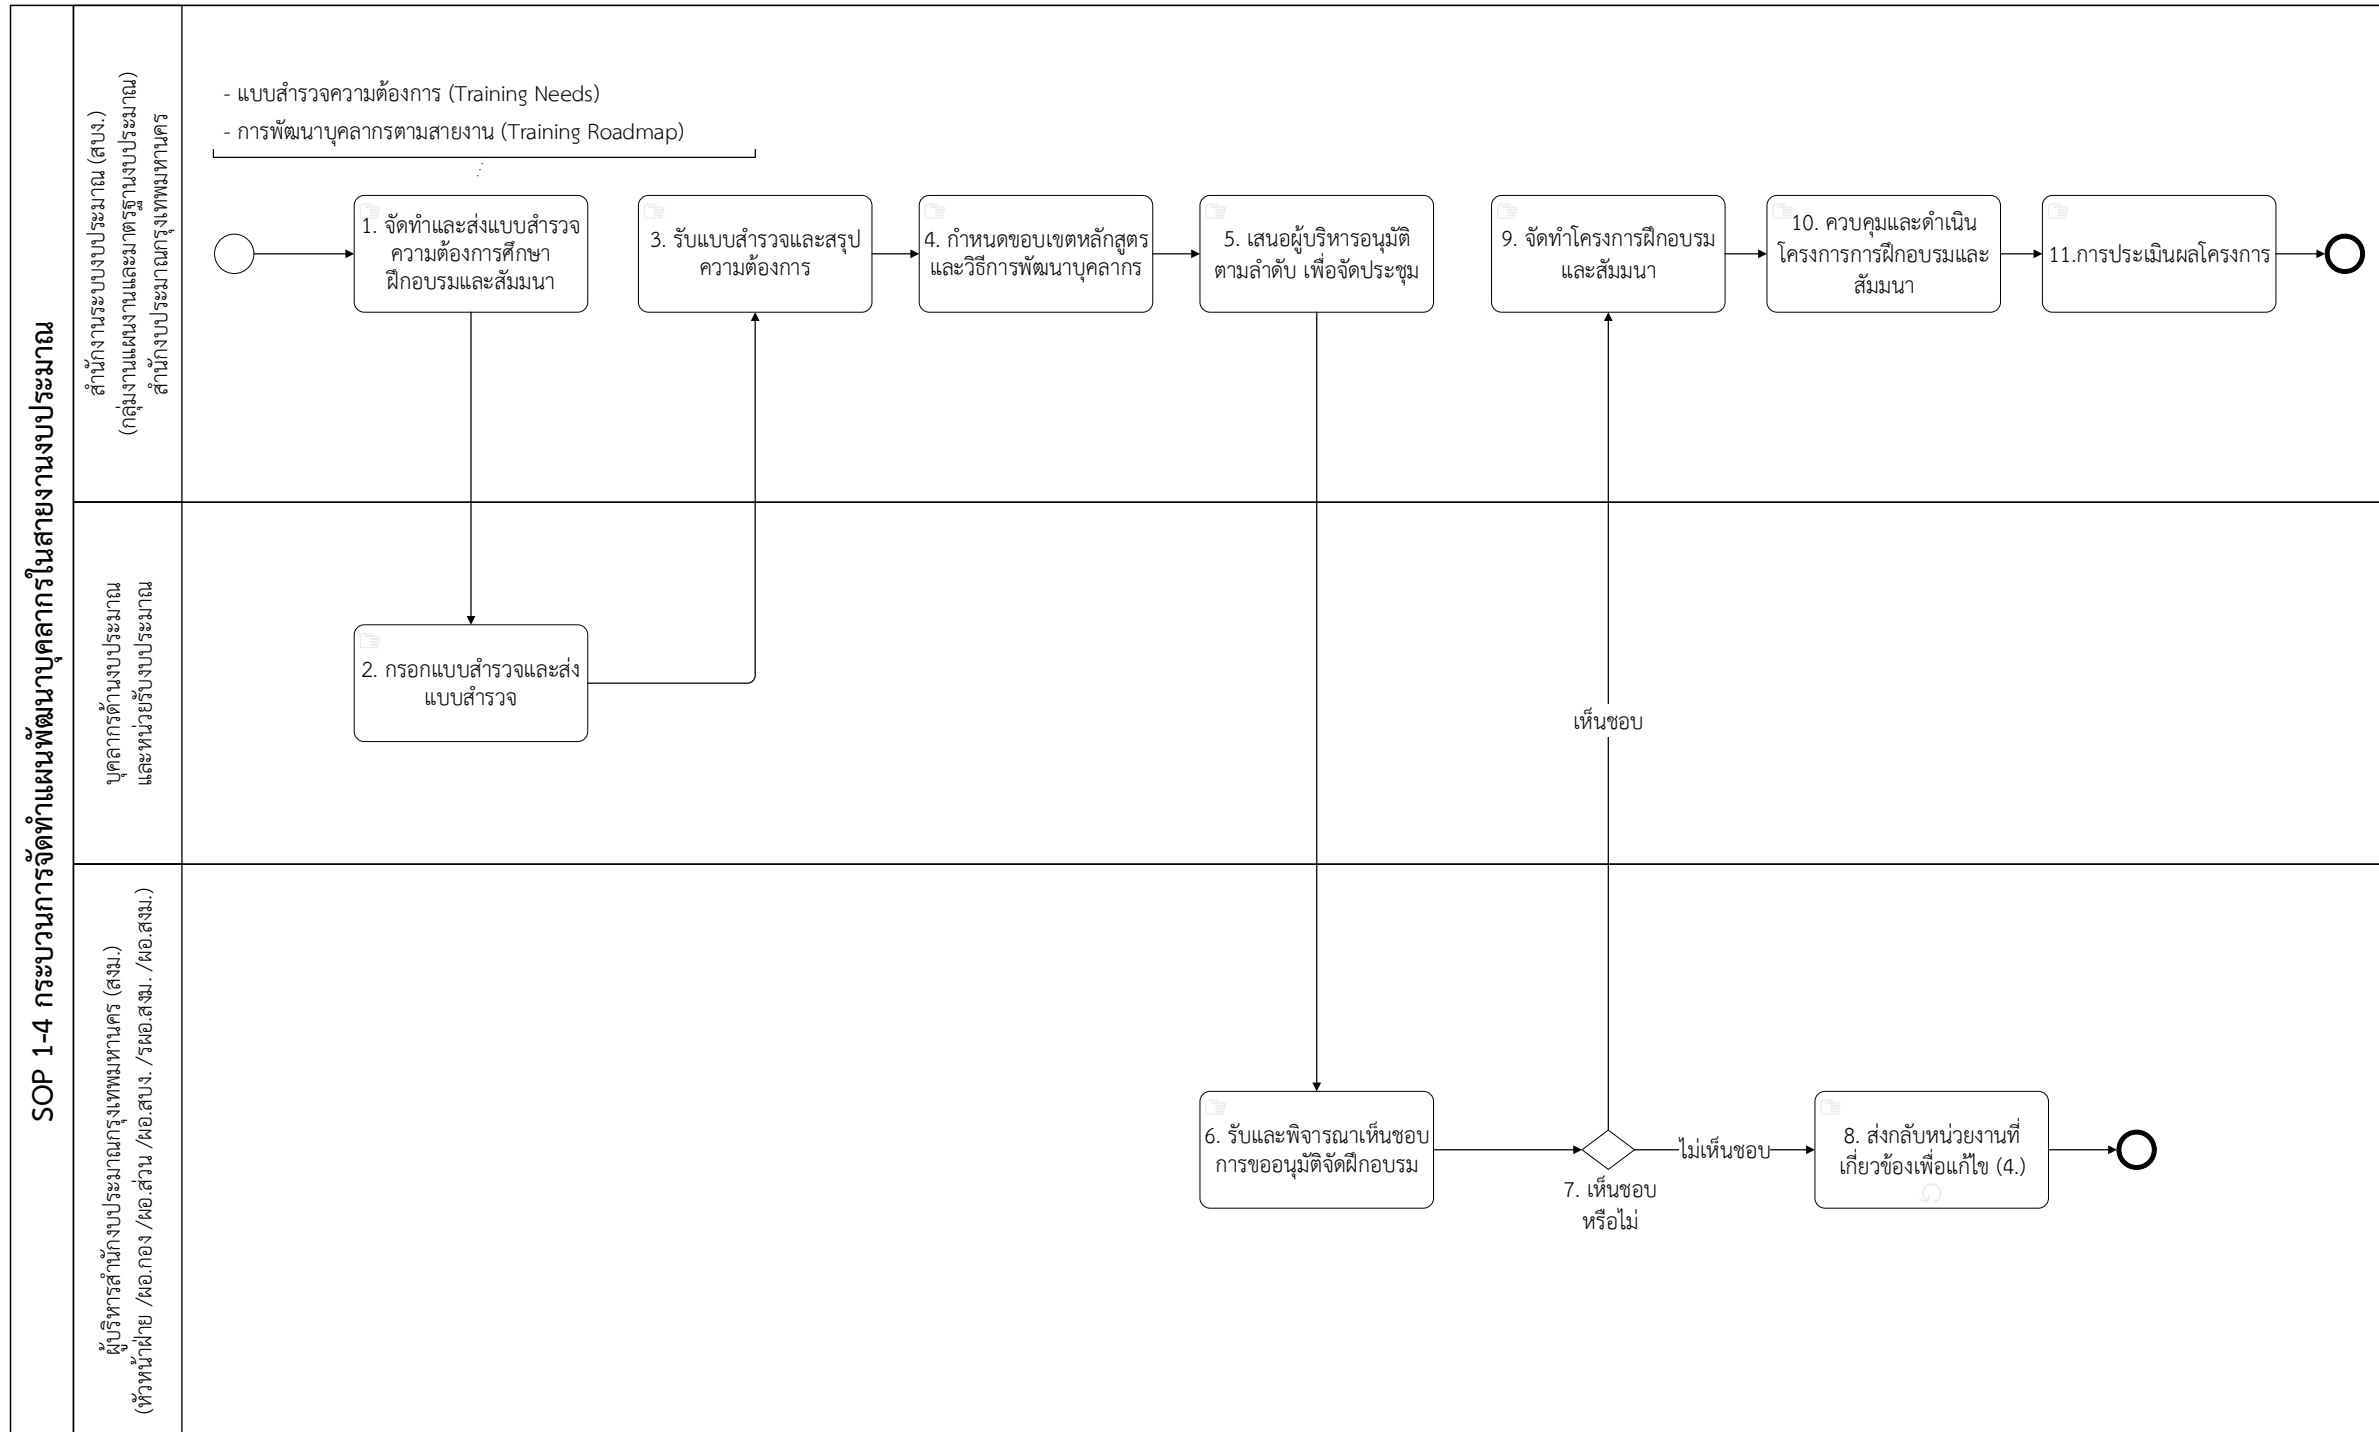 SOP 1-4 กระบวนการจัดทำแผนพัฒนาบุคลากรในสายงานงบประมาณ
สำนักงานระบบงบประมาณ (สบง.)
(กลุ่มงานแผนงานและมาตรฐานงบประมาณ)
สำนักงบประมาณกรุงเทพมหานคร
- แบบสำรวจความต้องการ (Training Needs)
- การพัฒนาบุคลากรตามสายงาน (Training Roadmap)
1. จัดทำและส่งแบบสำรวจ
ความต้องการศึกษา
ฝึกอบรมและสัมมนา
3. รับแบบสำรวจและสรุป
ความต้องการ
4. กำหนดขอบเขตหลักสูตร
และวิธีการพัฒนาบุคลากร
5. เสนอผู้บริหารอนุมัติ
ตามลำดับ เพื่อจัดประชุม
9. จัดทำโครงการฝึกอบรม
และสัมมนา
10. ควบคุมและดำเนิน
โครงการการฝึกอบรมและ
สัมมนา
11.การประเมินผลโครงการ
บุคลากรด้านงบประมาณ
และหน่วยรับงบประมาณ
2. กรอกแบบสำรวจและส่ง
แบบสำรวจ
เห็นชอบ
ผู้บริหารสำนักงบประมาณกรุงเทพมหานคร (สงม.)
(หัวหน้าฝ่าย /ผอ.กอง /ผอ.ส่วน /ผอ.สบง. /รผอ.สงม. /ผอ.สงม.)
6. รับและพิจารณาเห็นชอบ
การขออนุมัติจัดฝึกอบรม
7. เห็นชอบ
หรือไม่
ไม่เห็นชอบ
8. ส่งกลับหน่วยงานที่
เกี่ยวข้องเพื่อแก้ไข (4.)